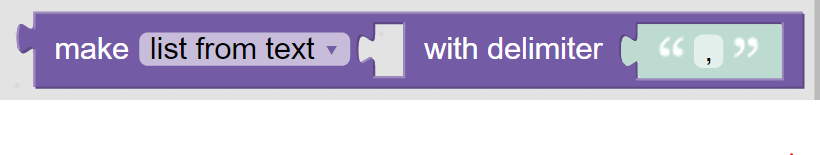 make list from text ▾ with delimiter “ , ”